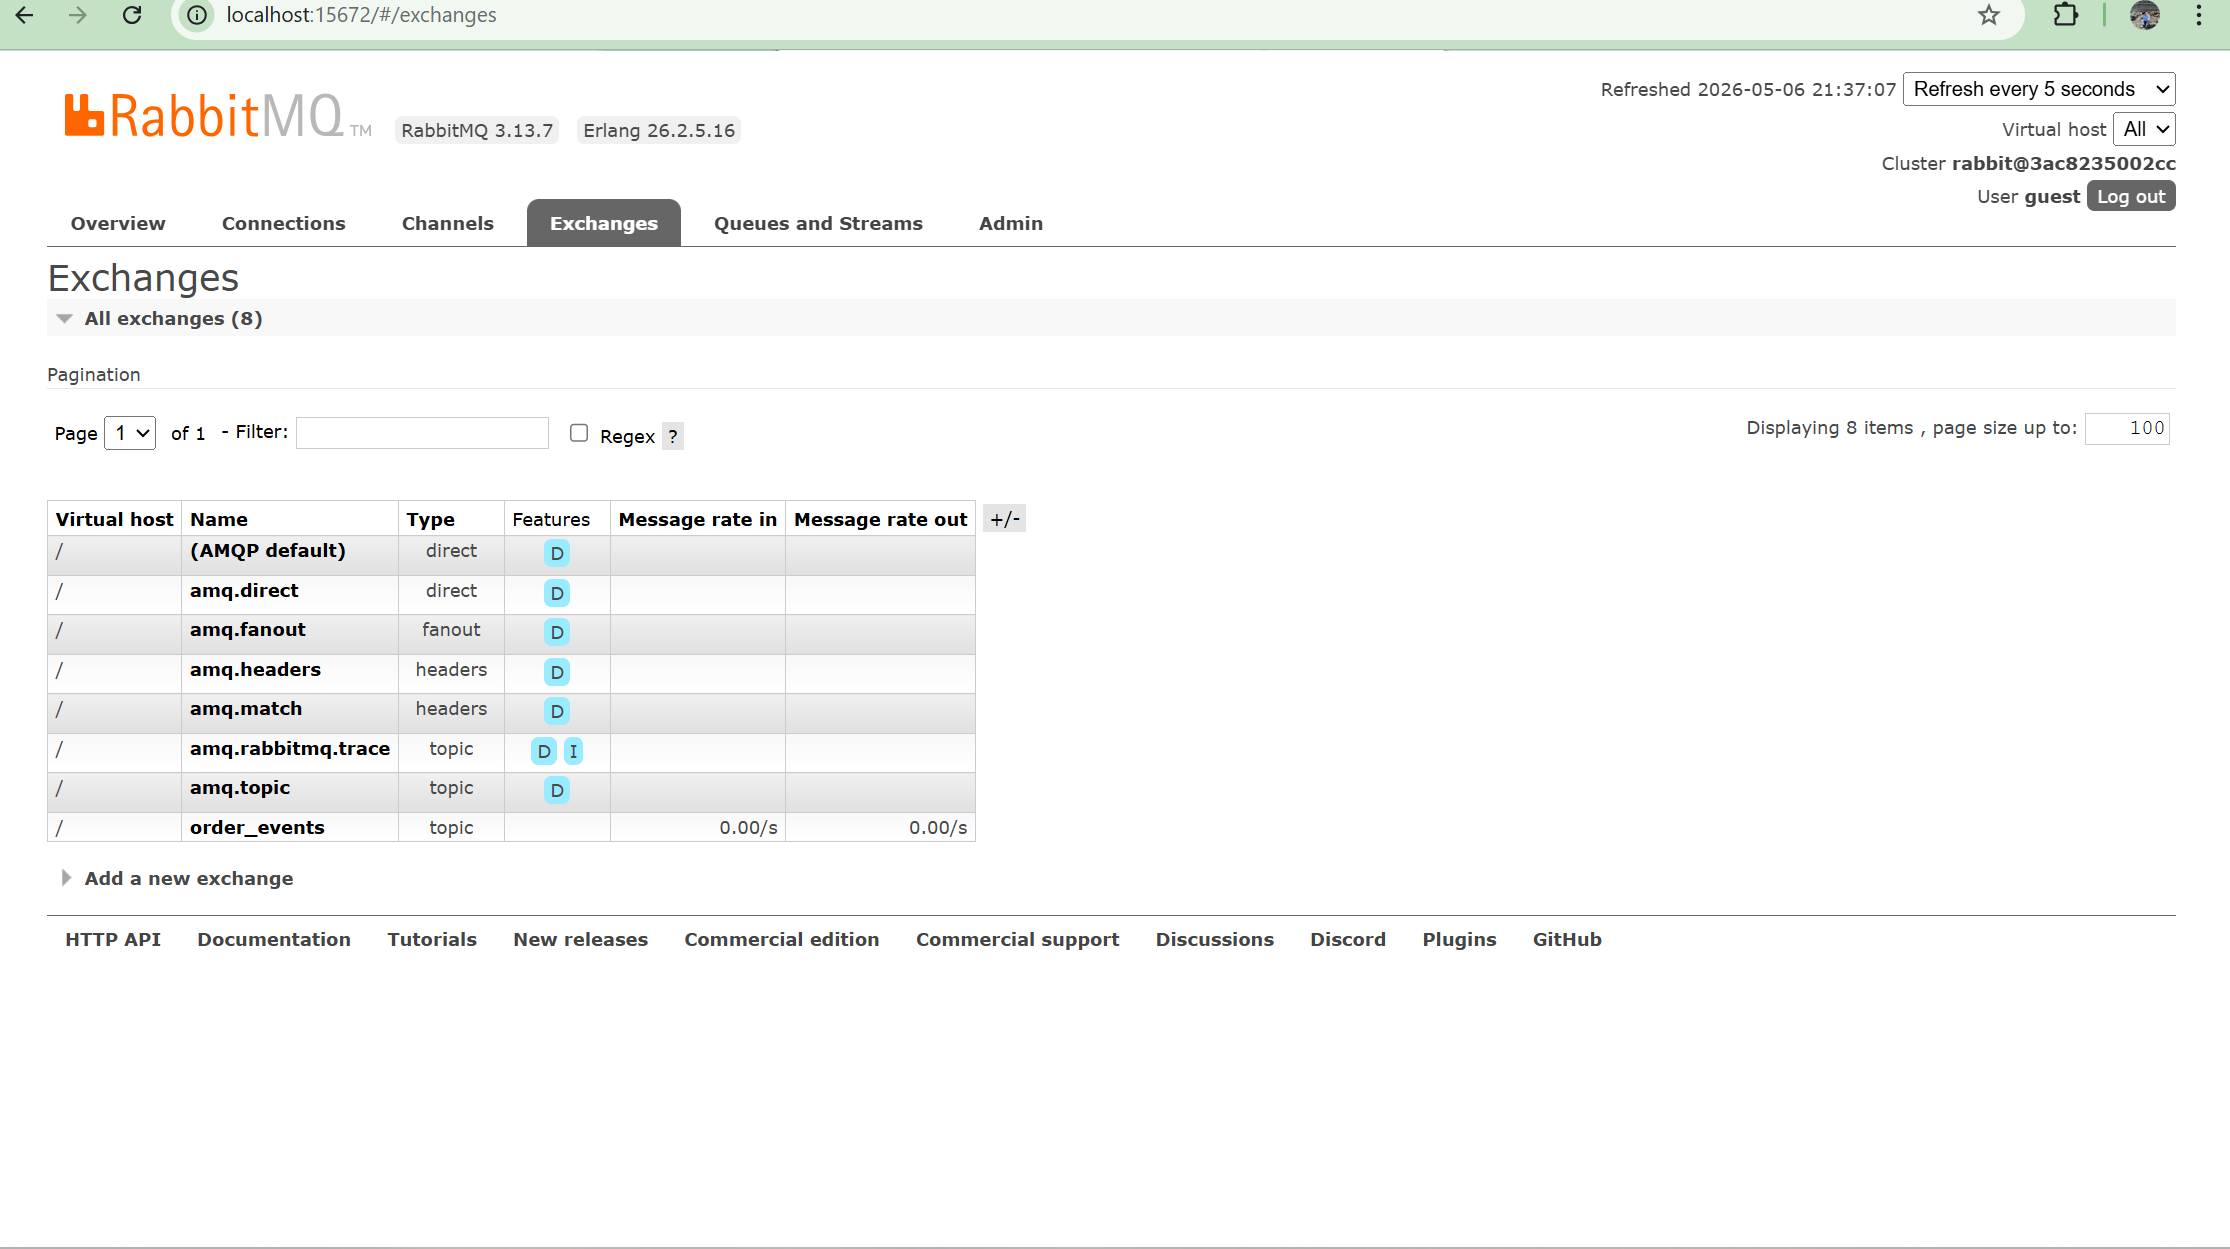 localhost:15672/#/exchanges
Refreshed 2026-05-06 21:37:07 Refresh every 5 seconds
RabbitMQ TM RabbitMQ 3.13.7 Erlang 26.2.5.16
Virtual host All
Cluster rabbit@3ac8235002cc
User guest Log out
Overview Connections Channels Exchanges Queues and Streams Admin
Exchanges
All exchanges (8)
Pagination
Page 1 of 1 - Filter: Regex ? Displaying 8 items , page size up to: 100
Virtual host Name Type Features Message rate in Message rate out +/-
/ (AMQP default) direct D
/ amq.direct direct D
/ amq.fanout fanout D
/ amq.headers headers D
/ amq.match headers D
/ amq.rabbitmq.trace topic D I
/ amq.topic topic D
/ order_events topic 0.00/s 0.00/s
Add a new exchange
HTTP API Documentation Tutorials New releases Commercial edition Commercial support Discussions Discord Plugins GitHub